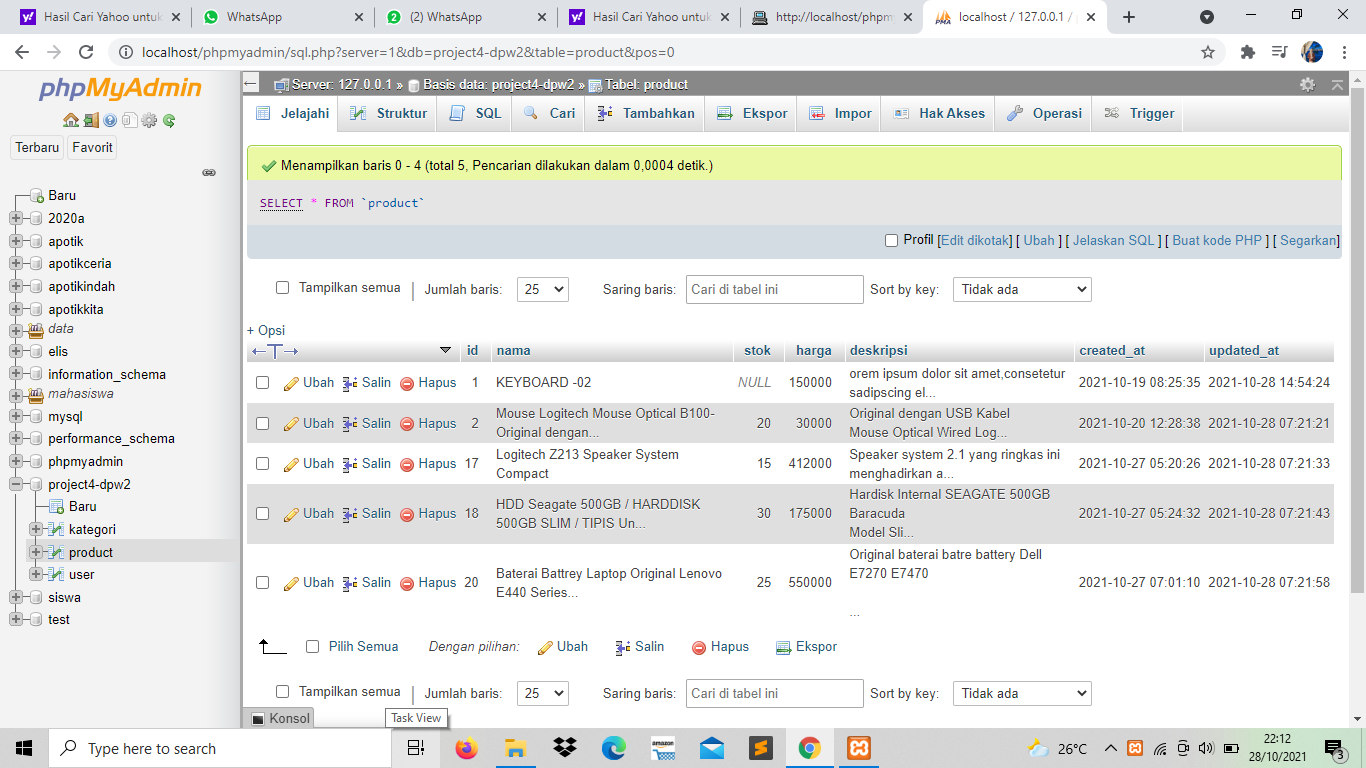 Hasil Cari Yahoo untuk
WhatsApp
(2) WhatsApp
Hasil Cari Yahoo untuk
http://localhost/phpm
localhost / 127.0.0.1 /
localhost/phpmyadmin/sql.php?server=1&db=project4-dpw2&table=product&pos=0
phpMyAdmin
Terbaru Favorit
Baru
2020a
apotik
apotikceria
apotikindah
apotikkita
data
elis
information_schema
mahasiswa
mysql
performance_schema
phpmyadmin
project4-dpw2
Baru
kategori
product
user
siswa
test
Server: 127.0.0.1 » Basis data: project4-dpw2 » Tabel: product
Jelajahi Struktur SQL Cari Tambahkan Ekspor Impor Hak Akses Operasi Trigger
Menampilkan baris 0 - 4 (total 5, Pencarian dilakukan dalam 0,0004 detik.)
SELECT * FROM `product`
Profil [Edit dikotak] [ Ubah ] [ Jelaskan SQL ] [ Buat kode PHP ] [ Segarkan]
Tampilkan semua | Jumlah baris: 25 Saring baris: Cari di tabel ini Sort by key: Tidak ada
+ Opsi
←T→ id nama stok harga deskripsi created_at updated_at
Ubah Salin Hapus 1 KEYBOARD -02 NULL 150000 orem ipsum dolor sit amet,consetetur 2021-10-19 08:25:35 2021-10-28 14:54:24
sadipscing el...
Ubah Salin Hapus 2 Mouse Logitech Mouse Optical B100- 20 30000 Original dengan USB Kabel 2021-10-20 12:28:38 2021-10-28 07:21:21
Original dengan... Mouse Optical Wired Log...
Ubah Salin Hapus 17 Logitech Z213 Speaker System 15 412000 Speaker system 2.1 yang ringkas ini 2021-10-27 05:20:26 2021-10-28 07:21:33
Compact menghadirkan a...
Ubah Salin Hapus 18 HDD Seagate 500GB / HARDDISK 30 175000 Hardisk Internal SEAGATE 500GB 2021-10-27 05:24:32 2021-10-28 07:21:43
500GB SLIM / TIPIS Un... Baracuda
Model Sli...
Ubah Salin Hapus 20 Baterai Battrey Laptop Original Lenovo 25 550000 Original baterai batre battery Dell 2021-10-27 07:01:10 2021-10-28 07:21:58
E440 Series... E7270 E7470
...
Pilih Semua Dengan pilihan: Ubah Salin Hapus Ekspor
Tampilkan semua | Jumlah baris: 25 Saring baris: Cari di tabel ini Sort by key: Tidak ada
Konsol
Task View
Type here to search
amazon
26°C
22:12
28/10/2021
3